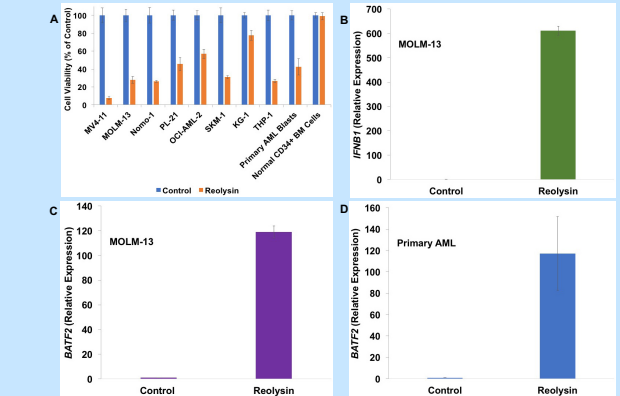 A
Cell Viability (% of Control)
100
80
60
40
20
0
MV4-11
MOLM-13
Nomo-1
PL-21
OCI-AML-2
SKM-1
KG-1
THP-1
Primary AML Blasts
Normal CD34+ BM Cells
Control Reolysin
B
IFNB1 (Relative Expression)
700
600
500
400
300
200
100
0
MOLM-13
Control Reolysin
C
BATF2 (Relative Expression)
140
120
100
80
60
40
20
0
MOLM-13
Control Reolysin
D
BATF2 (Relative Expression)
160
140
120
100
80
60
40
20
0
Primary AML
Control Reolysin